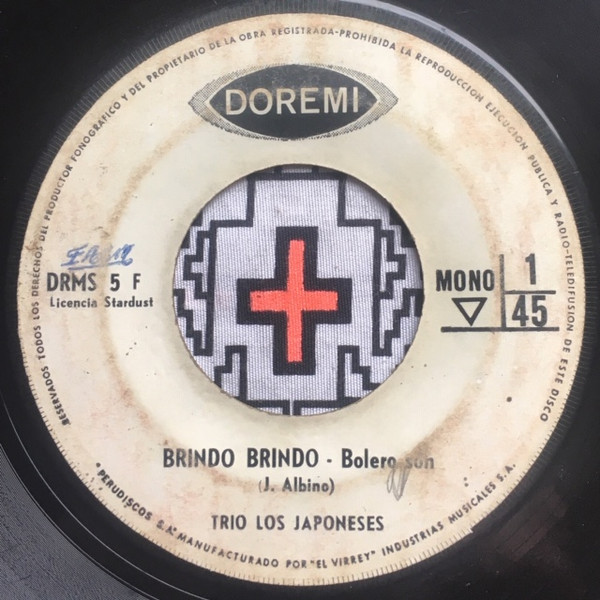 RESERVADOS TODOS LOS DERECHOS DEL PRODUCTOR FONOGRAFICO Y DEL PROPIETARIO DE LA OBRA REGISTRADA-PROHIBIDA LA REPRODUCCION EJECUCION PUBLICA Y RADIO-TELEDIFUSION DE ESTE DISCO
DOREMI
DRMS 5 F
Licencia Stardust
MONO 1
45
BRINDO BRINDO - Bolero son
(J. Albino)
TRIO LOS JAPONESES
"PERUDISCOS S.A." MANUFACTURADO POR "EL VIRREY" INDUSTRIAS MUSICALES S.A.